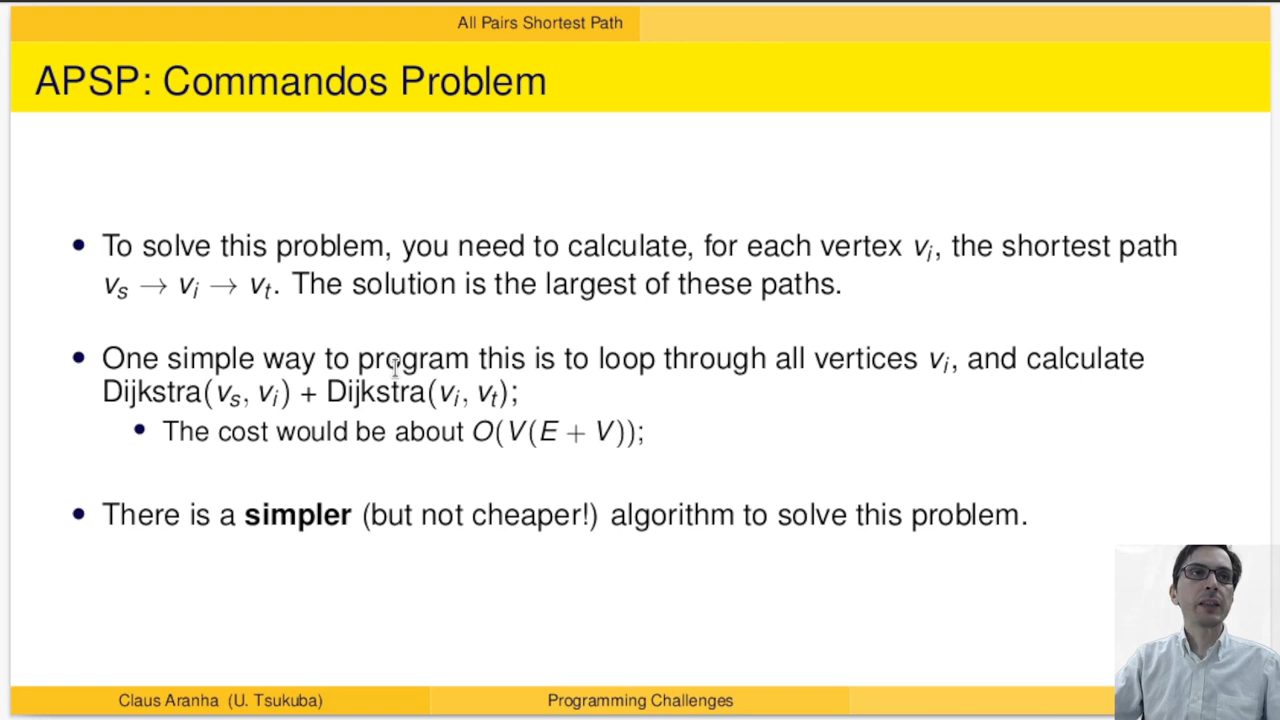 All Pairs Shortest Path
APSP: Commandos Problem
• To solve this problem, you need to calculate, for each vertex vᵢ, the shortest path
vₛ → vᵢ → vₜ. The solution is the largest of these paths.
• One simple way to program this is to loop through all vertices vᵢ, and calculate
Dijkstra(vₛ, vᵢ) + Dijkstra(vᵢ, vₜ);
• The cost would be about O(V(E + V));
• There is a simpler (but not cheaper!) algorithm to solve this problem.
Claus Aranha (U. Tsukuba) Programming Challenges